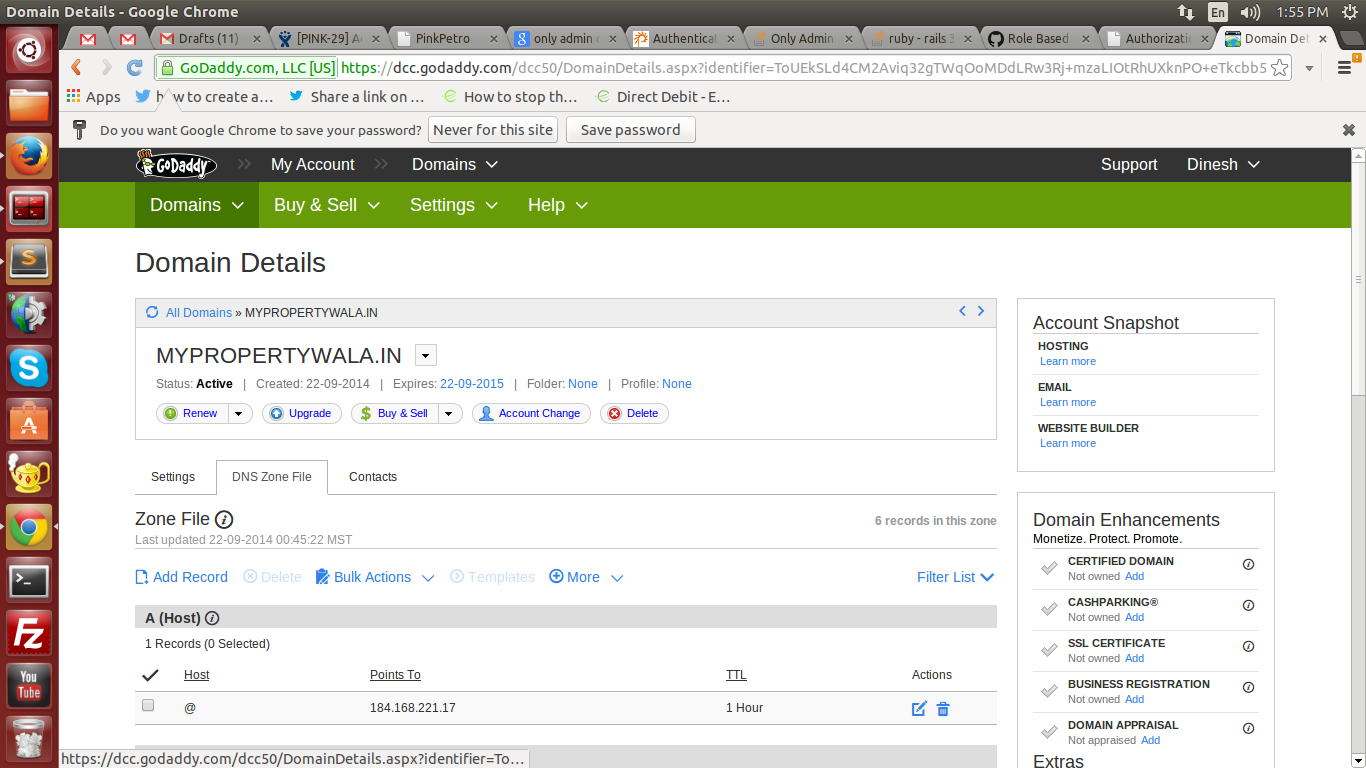 Domain Details - Google Chrome
En
1:55 PM
Drafts (11)
[PINK-29] A
PinkPetro
only admin
Authentical
Only Admin
ruby - rails 3
Role Based
Authorizatio
Domain Det
GoDaddy.com, LLC [US] https://dcc.godaddy.com/dcc50/DomainDetails.aspx?identifier=ToUEkSLd4CM2Aviq32gTWqOoMDdLRw3Rj+mzaLIOtRhUXknPO+eTkcbb5
Apps
how to create a...
Share a link on ...
How to stop th...
Direct Debit - E...
Do you want Google Chrome to save your password?
Never for this site
Save password
GoDaddy
My Account
Domains
Support
Dinesh
Domains
Buy & Sell
Settings
Help
Domain Details
All Domains » MYPROPERTYWALA.IN
MYPROPERTYWALA.IN
Status: Active | Created: 22-09-2014 | Expires: 22-09-2015 | Folder: None | Profile: None
Renew
Upgrade
Buy & Sell
Account Change
Delete
Settings
DNS Zone File
Contacts
Zone File
6 records in this zone
Last updated 22-09-2014 00:45:22 MST
Add Record
Delete
Bulk Actions
Templates
More
Filter List
A (Host)
1 Records (0 Selected)
Host
Points To
TTL
Actions
@
184.168.221.17
1 Hour
Account Snapshot
HOSTING
Learn more
EMAIL
Learn more
WEBSITE BUILDER
Learn more
Domain Enhancements
Monetize. Protect. Promote.
CERTIFIED DOMAIN
Not owned Add
CASHPARKING®
Not owned Add
SSL CERTIFICATE
Not owned Add
BUSINESS REGISTRATION
Not owned Add
DOMAIN APPRAISAL
Not appraised Add
Extras
You
Tube
https://dcc.godaddy.com/dcc50/DomainDetails.aspx?identifier=To...